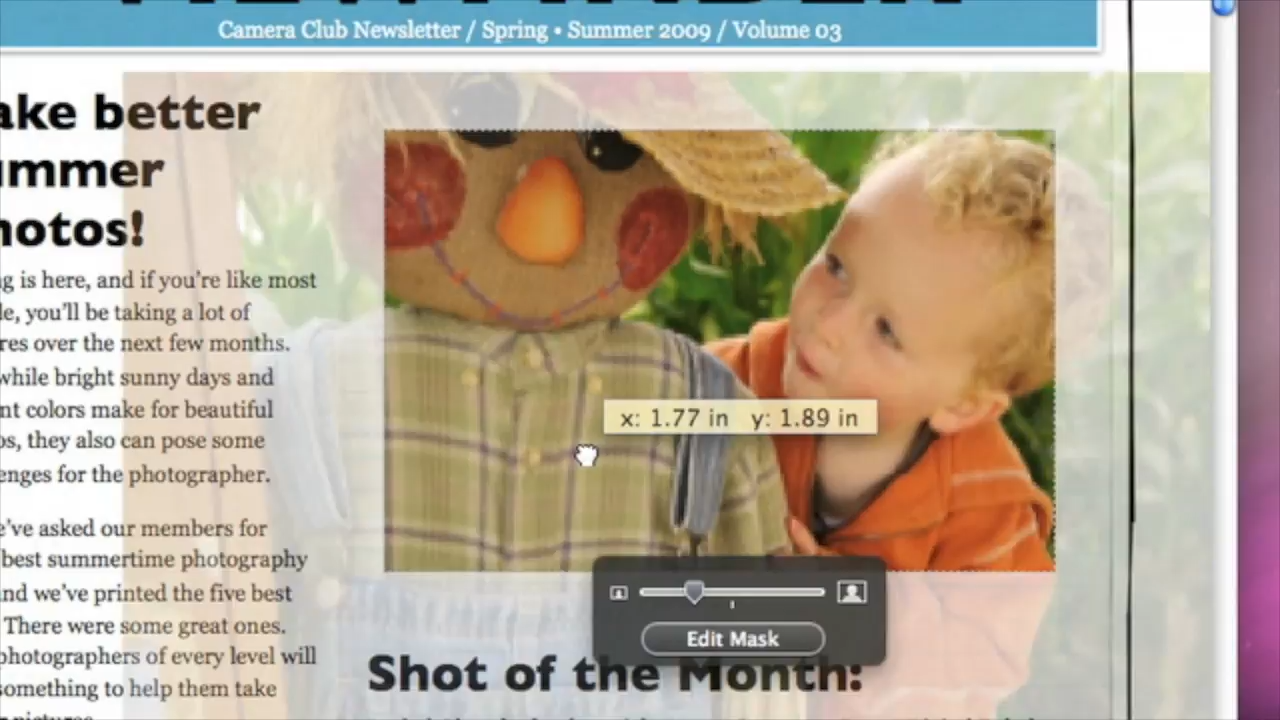 Camera Club Newsletter / Spring • Summer 2009 / Volume 03
ake better
ummer
hotos!
ng is here, and if you're like most
le, you'll be taking a lot of
res over the next few months.
while bright sunny days and
nt colors make for beautiful
os, they also can pose some
enges for the photographer.
e've asked our members for
best summertime photography
and we've printed the five best
There were some great ones.
photographers of every level will
something to help them take
x: 1.77 in y: 1.89 in
Edit Mask
Shot of the Month: